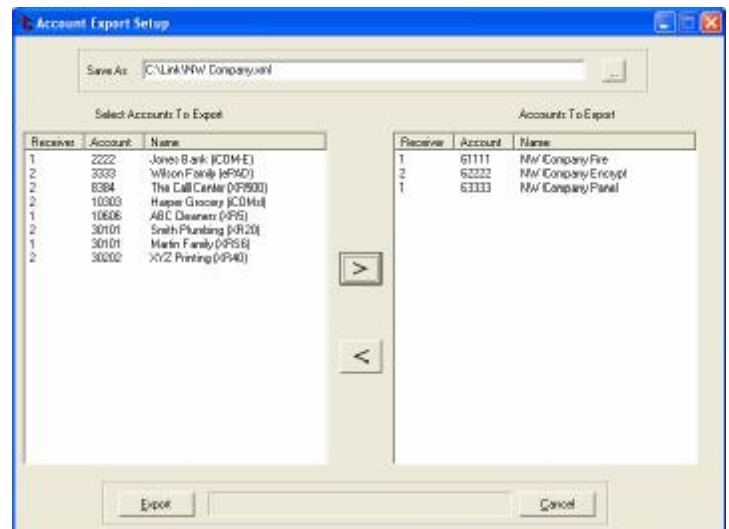 Account Export Setup
Save As: C:\Link\NW Company.xml ...
Select Accounts To Export
Receiver Account Name
1 2222 Jones Bank (iCOM-E)
2 3333 Wilson Family (ePAD)
2 8384 The Call Center (XR500)
2 10303 Harper Grocery (iCOMsl)
1 10606 ABC Cleaners (XR5)
2 30101 Smith Plumbing (XR20)
1 30101 Martin Family (XRS6)
2 30202 XYZ Printing (XR40)
>
<
Accounts To Export
Receiver Account Name
1 61111 NW Company Fire
2 62222 NW Company Encrypt
1 63333 NW Company Panel
Export
Cancel